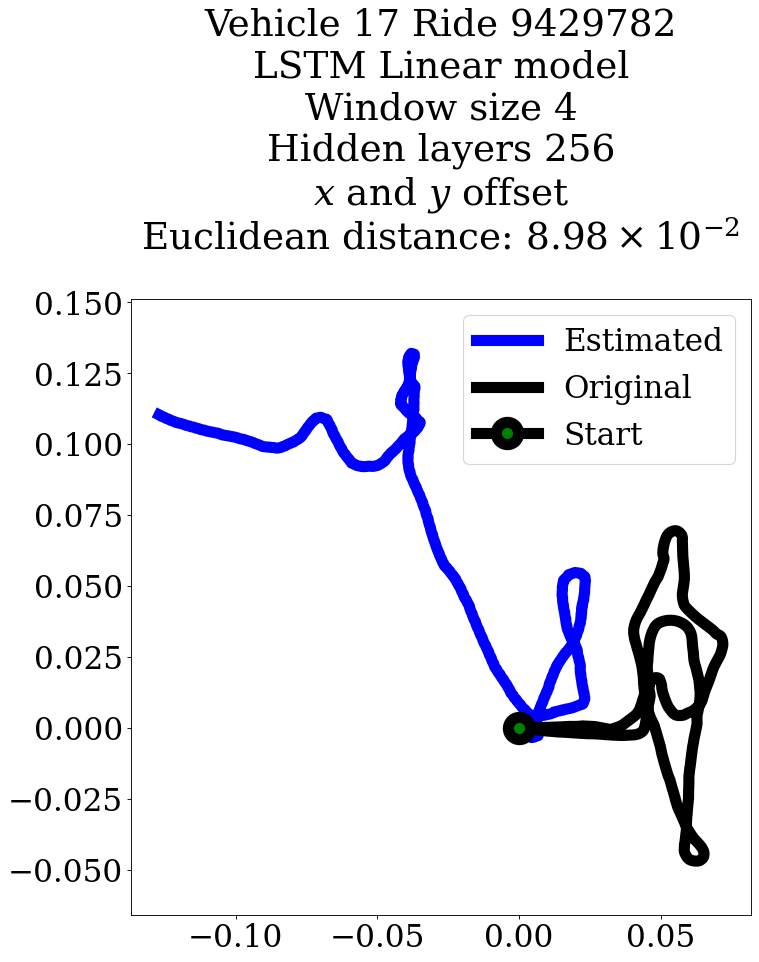 Vehicle 17 Ride 9429782
LSTM Linear model
Window size 4
Hidden layers 256
x and y offset
Euclidean distance: 8.98 × 10⁻²
Estimated
Original
Start
0.150
0.125
0.100
0.075
0.050
0.025
0.000
−0.025
−0.050
−0.10 −0.05 0.00 0.05